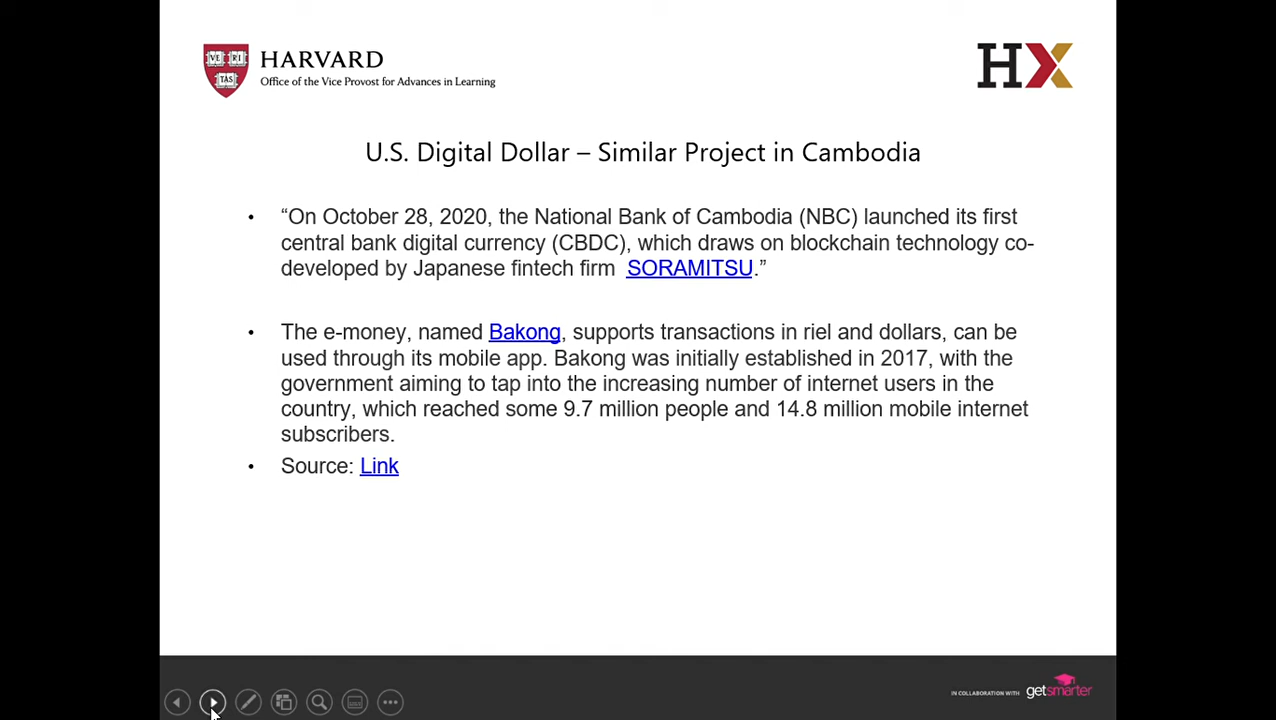 HARVARD
Office of the Vice Provost for Advances in Learning
VE RI TAS
HX
U.S. Digital Dollar – Similar Project in Cambodia
• “On October 28, 2020, the National Bank of Cambodia (NBC) launched its first
central bank digital currency (CBDC), which draws on blockchain technology co-
developed by Japanese fintech firm SORAMITSU.”
• The e-money, named Bakong, supports transactions in riel and dollars, can be
used through its mobile app. Bakong was initially established in 2017, with the
government aiming to tap into the increasing number of internet users in the
country, which reached some 9.7 million people and 14.8 million mobile internet
subscribers.
• Source: Link
IN COLLABORATION WITH getsmarter